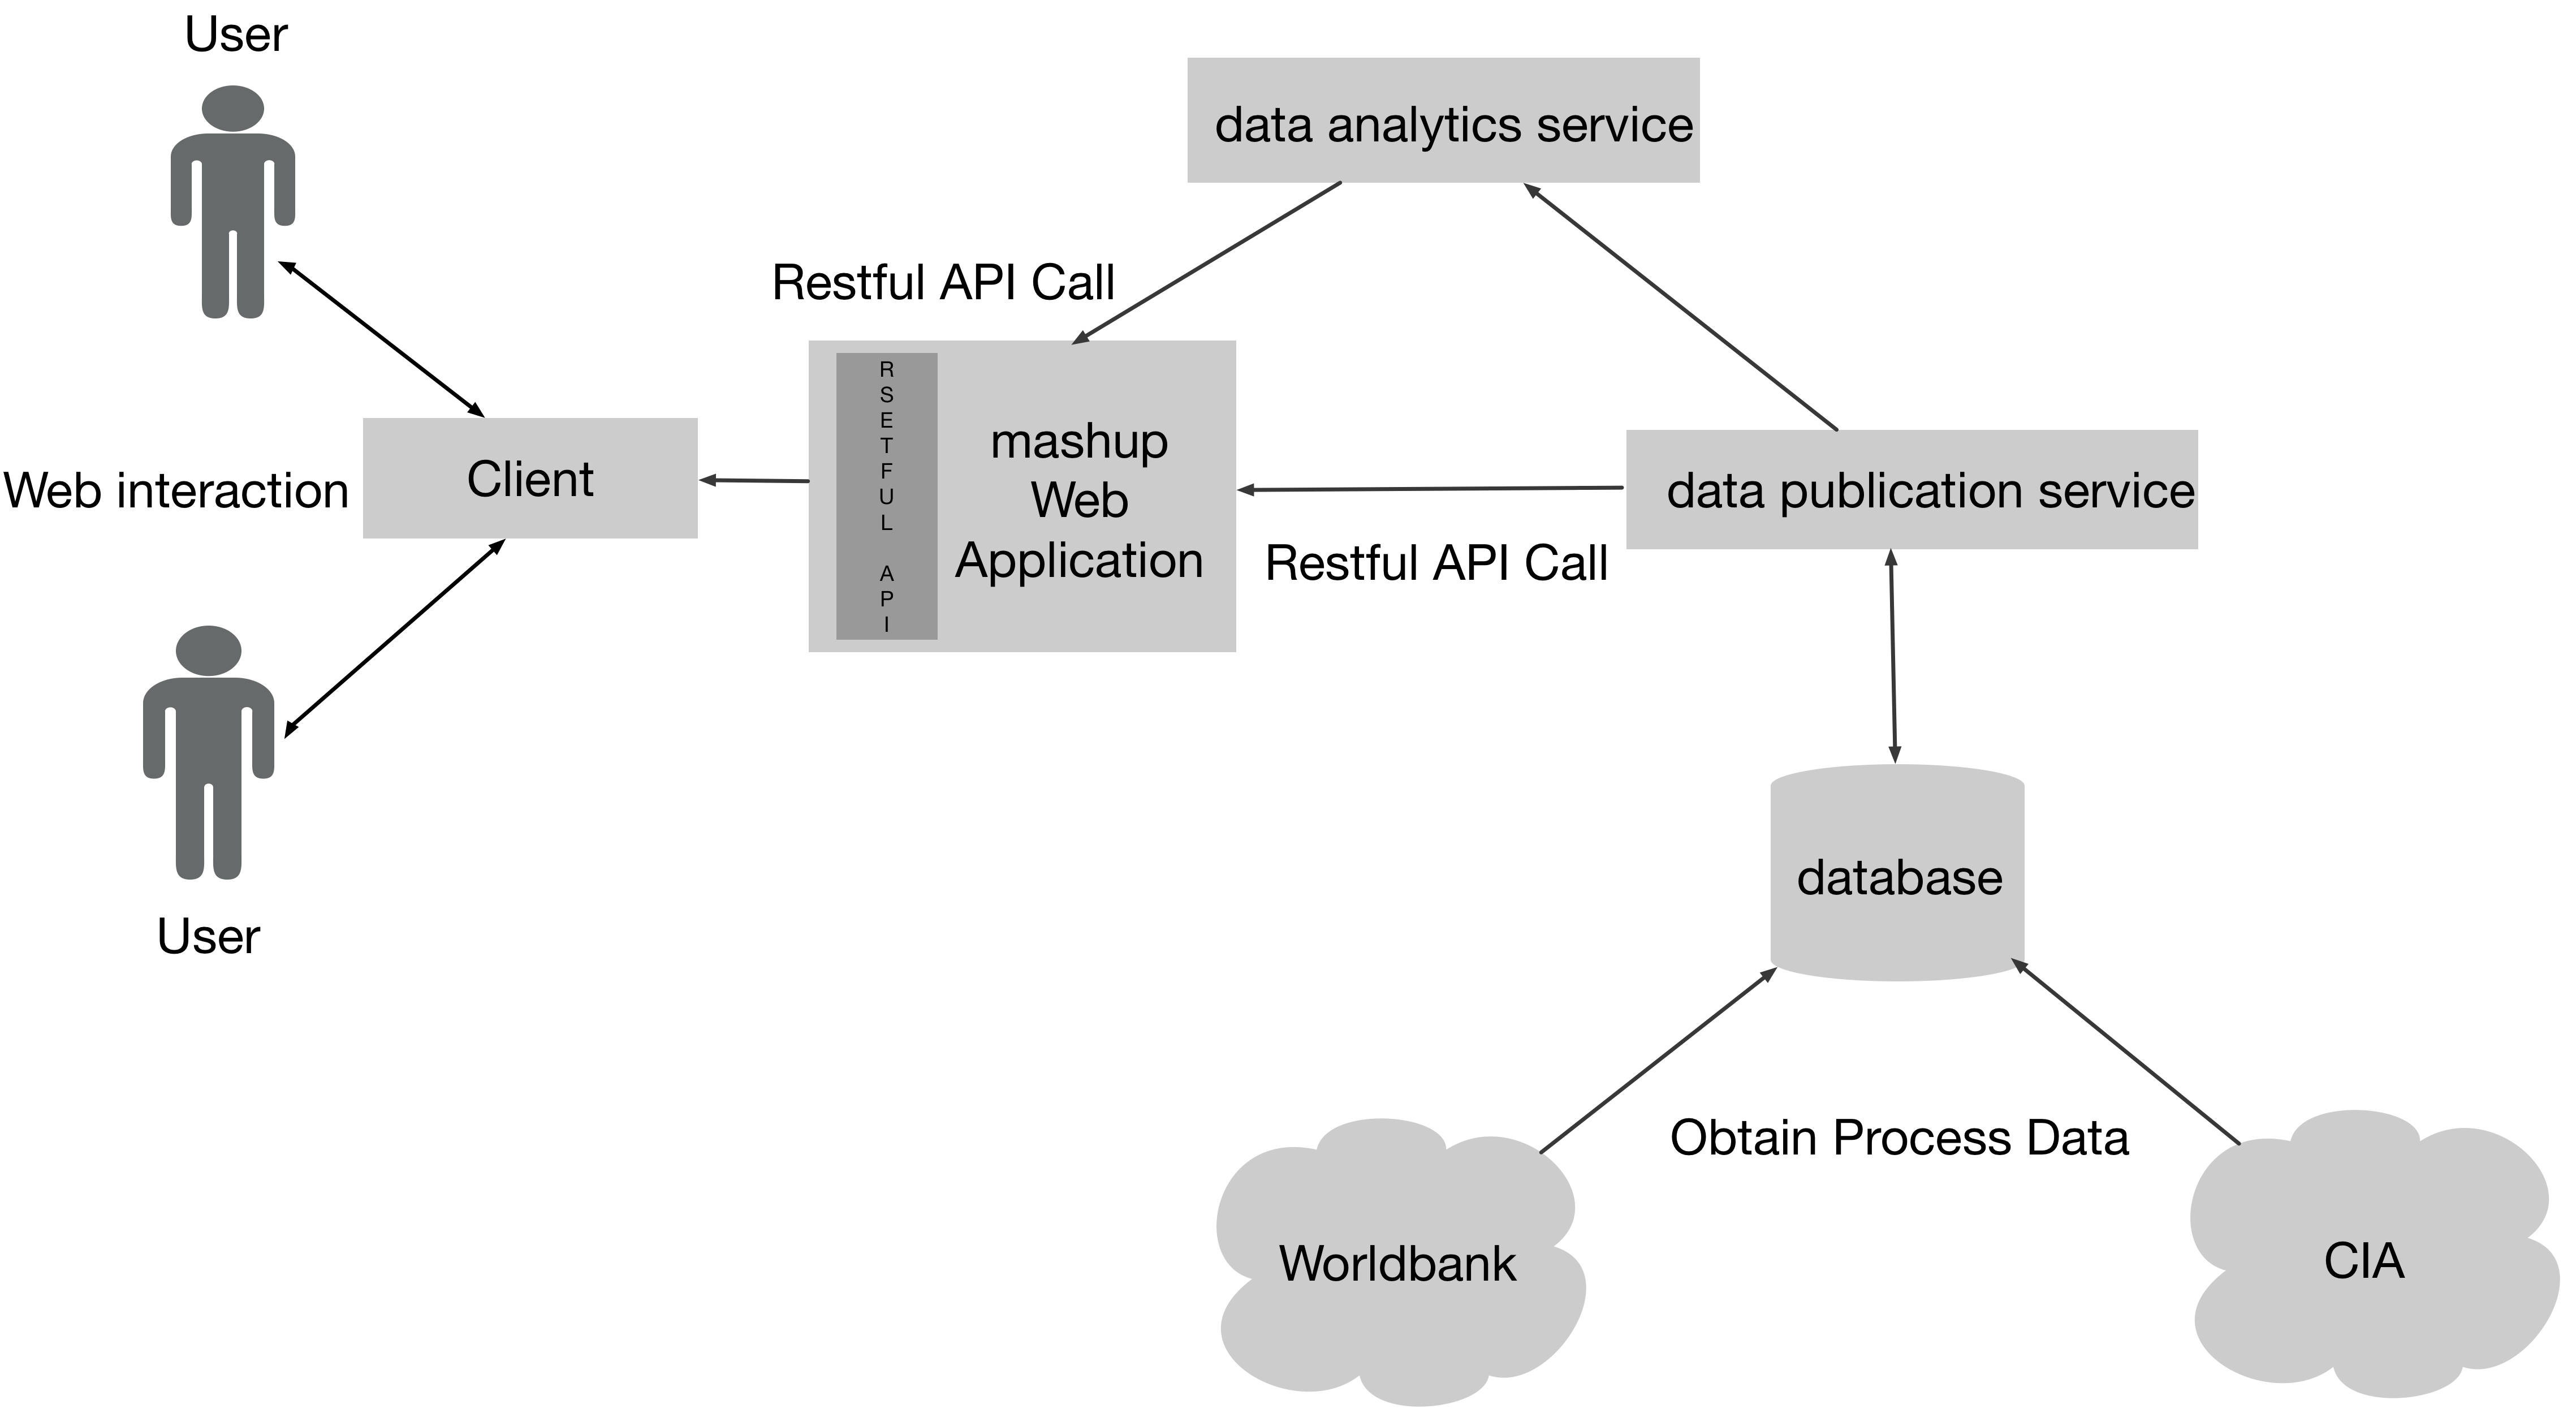 User
data analytics service
Restful API Call
R
S
E
T
F
U
L
A
P
I
mashup
Web
Application
Client
Web interaction
data publication service
Restful API Call
database
User
Obtain Process Data
Worldbank
CIA